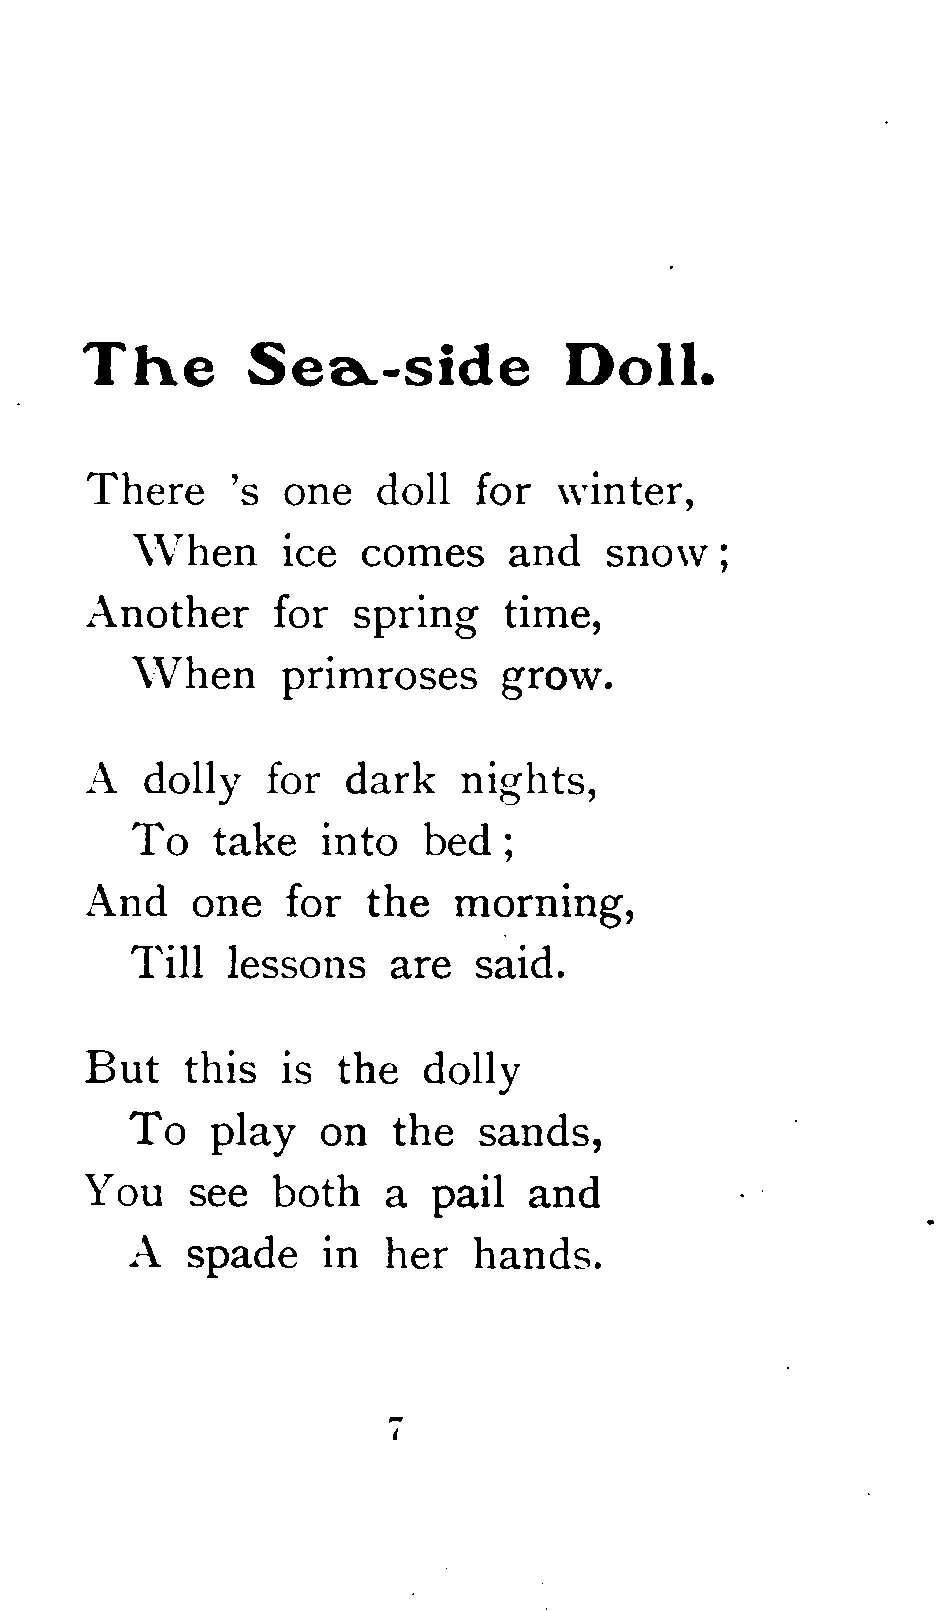 The Sea-side Doll.
There 's one doll for winter,
When ice comes and snow ;
Another for spring time,
When primroses grow.
A dolly for dark nights,
To take into bed ;
And one for the morning,
Till lessons are said.
But this is the dolly
To play on the sands,
You see both a pail and
A spade in her hands.
7